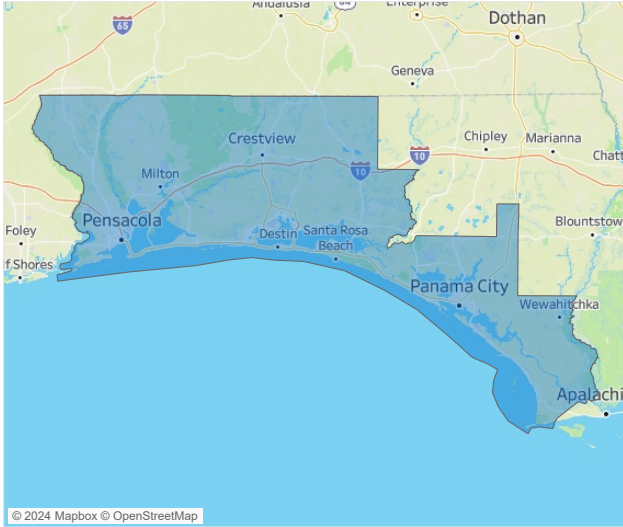 Andalusia
84
Enterprise
65
Dothan
Geneva
Crestview
10
Chipley
Marianna
Chatt
Milton
10
Pensacola
Foley
Destin
Santa Rosa
Beach
Blountstow
f Shores
Panama City
Wewahitchka
Apalachi
© 2024 Mapbox © OpenStreetMap